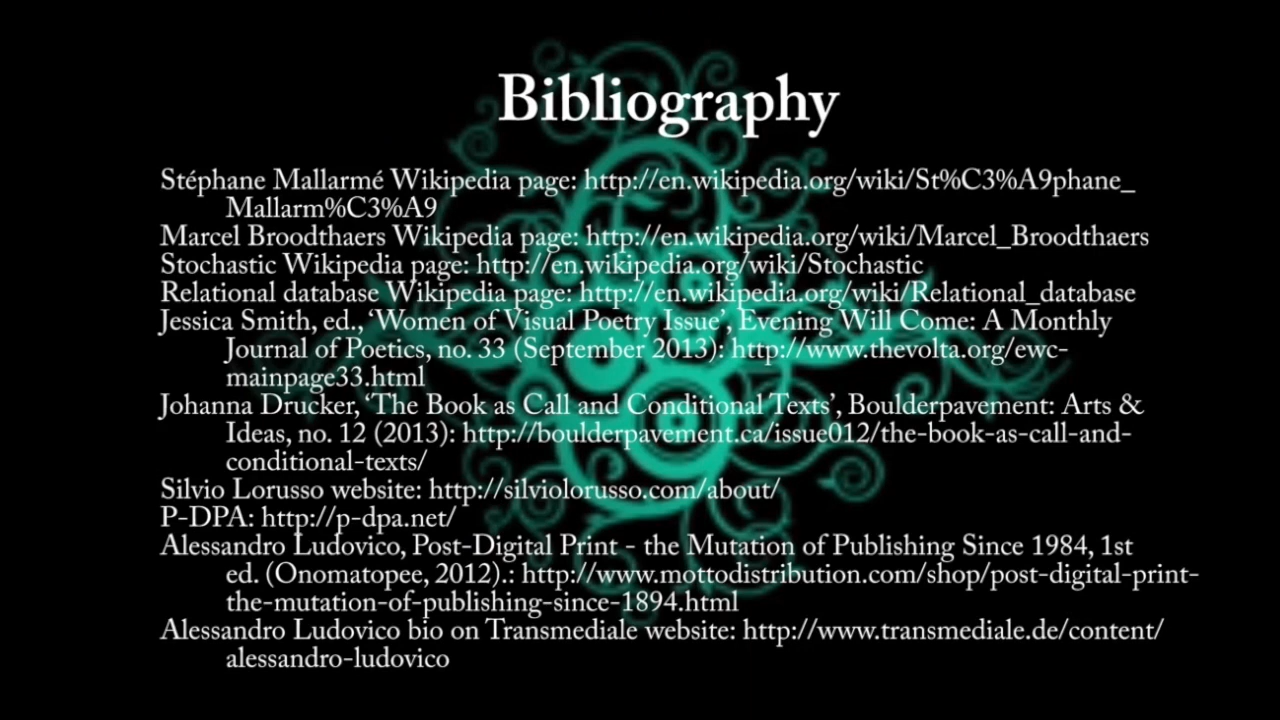 Bibliography
Stéphane Mallarmé Wikipedia page: http://en.wikipedia.org/wiki/St%C3%A9phane_
Mallarm%C3%A9
Marcel Broodthaers Wikipedia page: http://en.wikipedia.org/wiki/Marcel_Broodthaers
Stochastic Wikipedia page: http://en.wikipedia.org/wiki/Stochastic
Relational database Wikipedia page: http://en.wikipedia.org/wiki/Relational_database
Jessica Smith, ed., ‘Women of Visual Poetry Issue’, Evening Will Come: A Monthly
Journal of Poetics, no. 33 (September 2013): http://www.thevolta.org/ewc-
mainpage33.html
Johanna Drucker, ‘The Book as Call and Conditional Texts’, Boulderpavement: Arts &
Ideas, no. 12 (2013): http://boulderpavement.ca/issue012/the-book-as-call-and-
conditional-texts/
Silvio Lorusso website: http://silviolorusso.com/about/
P-DPA: http://p-dpa.net/
Alessandro Ludovico, Post-Digital Print - the Mutation of Publishing Since 1984, 1st
ed. (Onomatopee, 2012).: http://www.mottodistribution.com/shop/post-digital-print-
the-mutation-of-publishing-since-1894.html
Alessandro Ludovico bio on Transmediale website: http://www.transmediale.de/content/
alessandro-ludovico